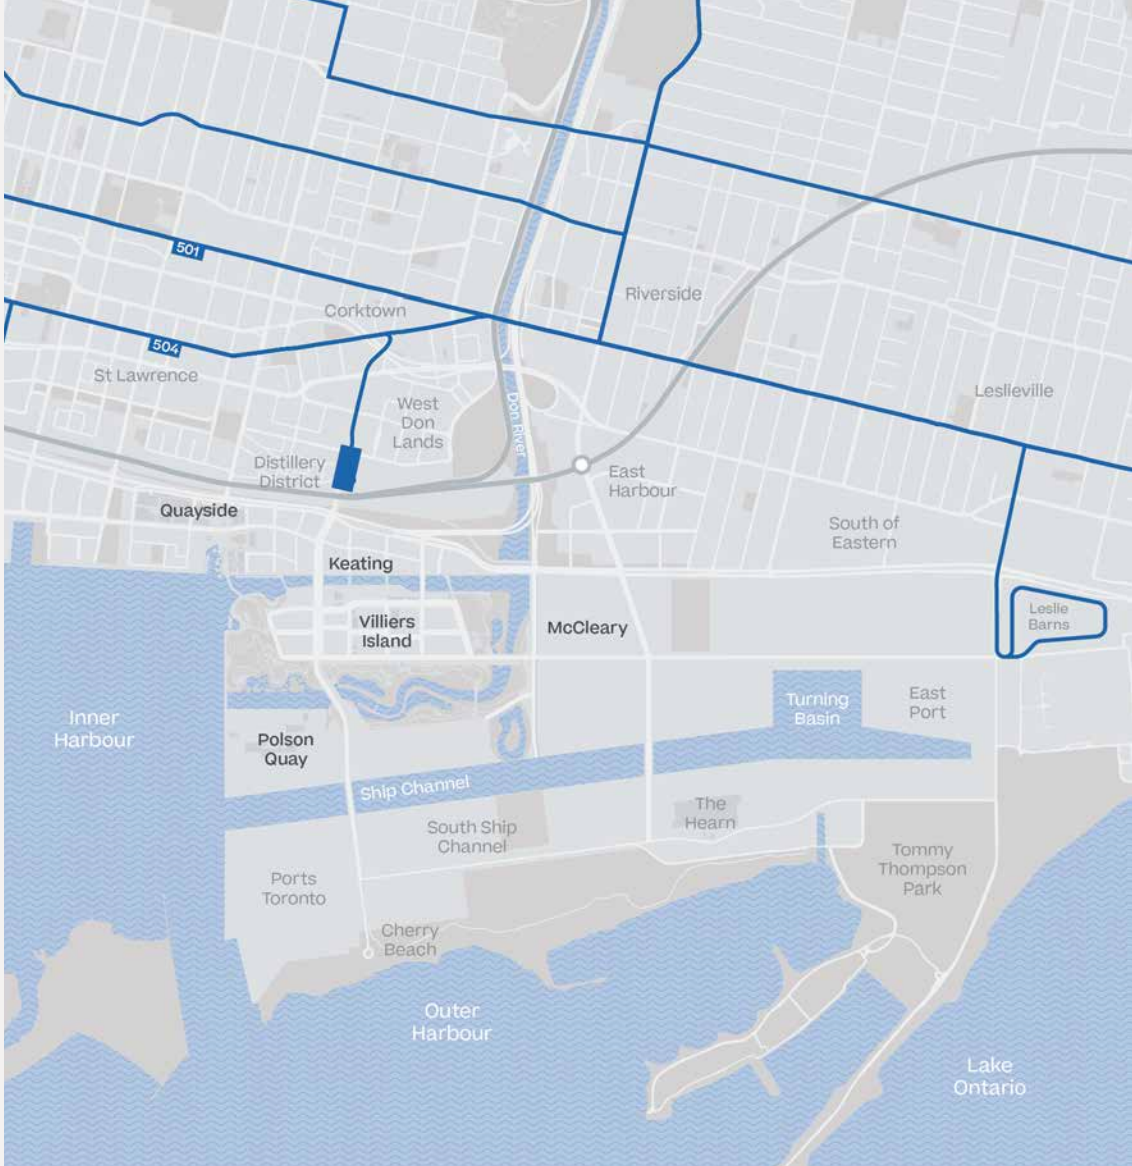 501
Riverside
Corktown
504
St Lawrence
Leslieville
West
Don
Lands
Don River
Distillery
District
East
Harbour
Quayside
South of
Eastern
Keating
Villiers
Island
McCleary
Leslie
Barns
Inner
Harbour
Turning
Basin
East
Port
Polson
Quay
Ship Channel
The
Hearn
South Ship
Channel
Tommy
Thompson
Park
Ports
Toronto
Cherry
Beach
Outer
Harbour
Lake
Ontario